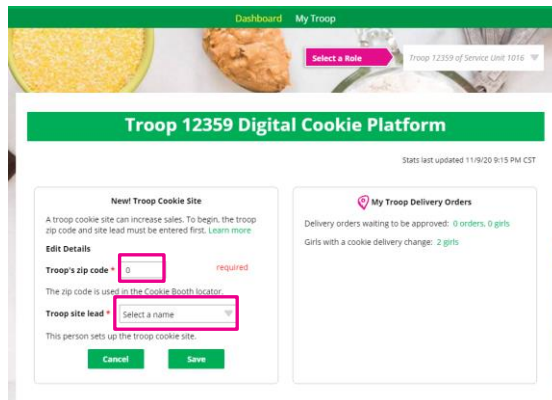 Dashboard My Troop
Select a Role
Troop 12359 of Service Unit 1016
Troop 12359 Digital Cookie Platform
Stats last updated 11/9/20 9:15 PM CST
New! Troop Cookie Site
A troop cookie site can increase sales. To begin, the troop
zip code and site lead must be entered first. Learn more
Edit Details
Troop's zip code * 0 required
The zip code is used in the Cookie Booth locator.
Troop site lead * Select a name
This person sets up the troop cookie site.
Cancel Save
My Troop Delivery Orders
Delivery orders waiting to be approved: 0 orders, 0 girls
Girls with a cookie delivery change: 2 girls